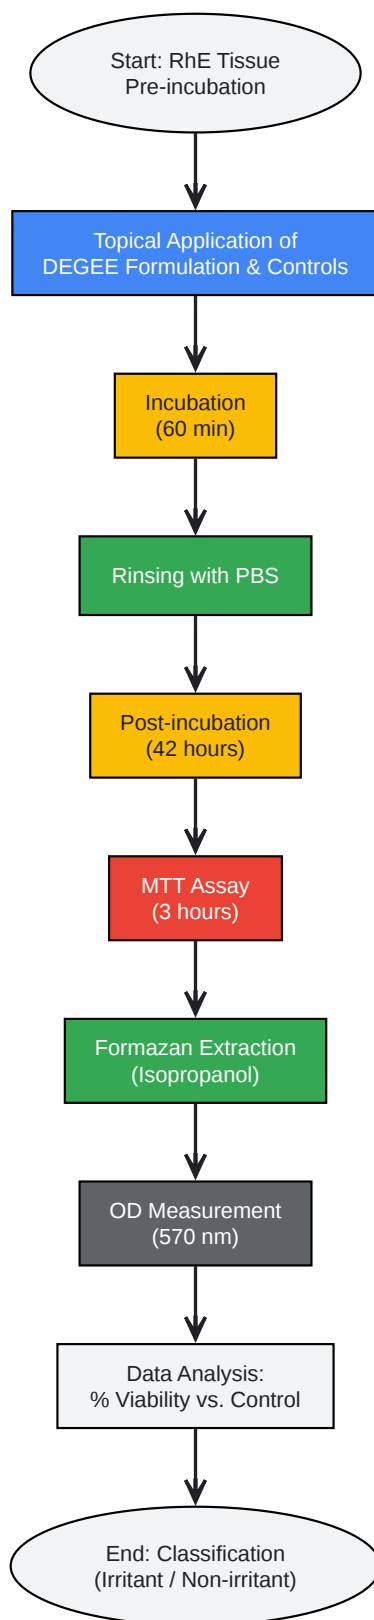 Start: RhE Tissue
Pre-incubation
Topical Application of
DEGEE Formulation & Controls
Incubation
(60 min)
Rinsing with PBS
Post-incubation
(42 hours)
MTT Assay
(3 hours)
Formazan Extraction
(Isopropanol)
OD Measurement
(570 nm)
Data Analysis:
% Viability vs. Control
End: Classification
(Irritant / Non-irritant)